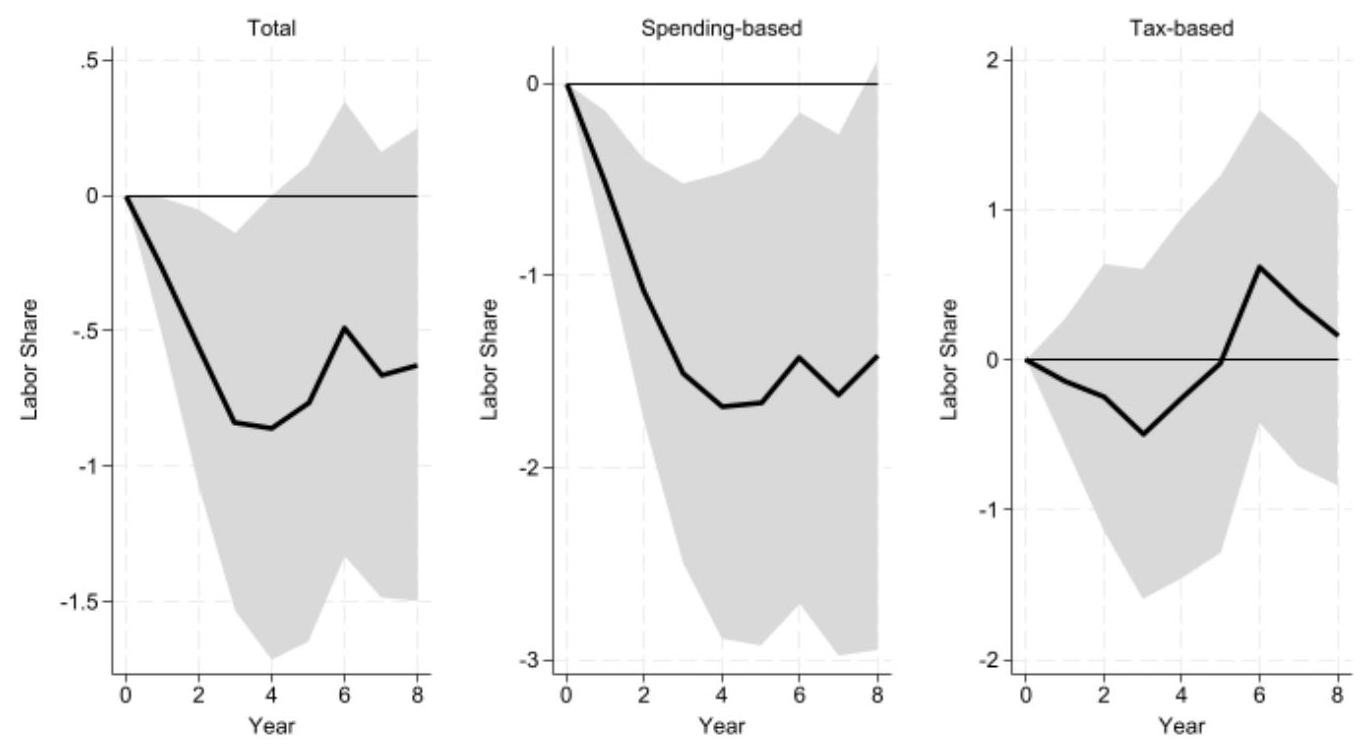 Total
Labor Share
.5
0
-.5
-1
-1.5
0 2 4 6 8
Year
Spending-based
Labor Share
0
-1
-2
-3
0 2 4 6 8
Year
Tax-based
Labor Share
2
1
0
-1
-2
0 2 4 6 8
Year